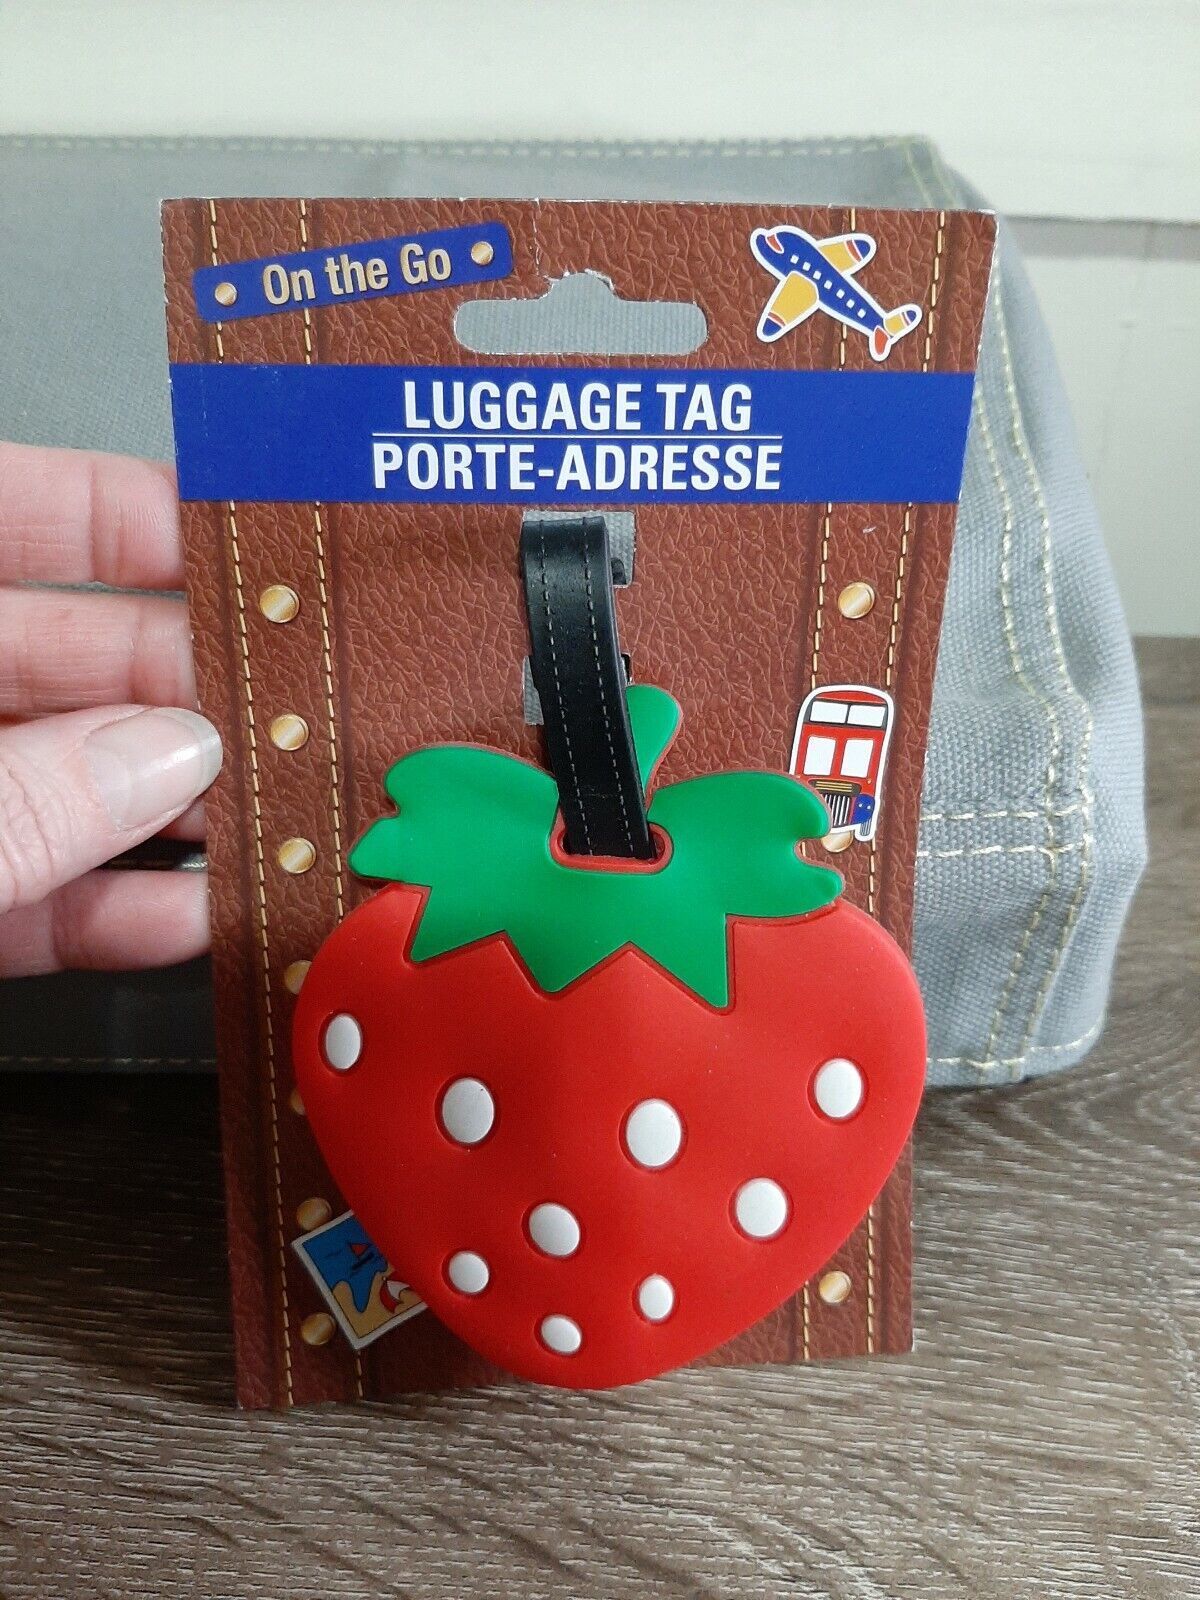 On the Go
LUGGAGE TAG
PORTE-ADRESSE